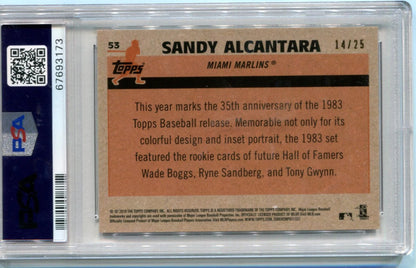 67693173
PSA
53
SANDY ALCANTARA
14/25
Topps
MIAMI MARLINS®
This year marks the 35th anniversary of the 1983
Topps Baseball release. Memorable not only for its
colorful design and inset portrait, the 1983 set
featured the rookie cards of future Hall of Famers
Wade Boggs, Ryne Sandberg, and Tony Gwynn.